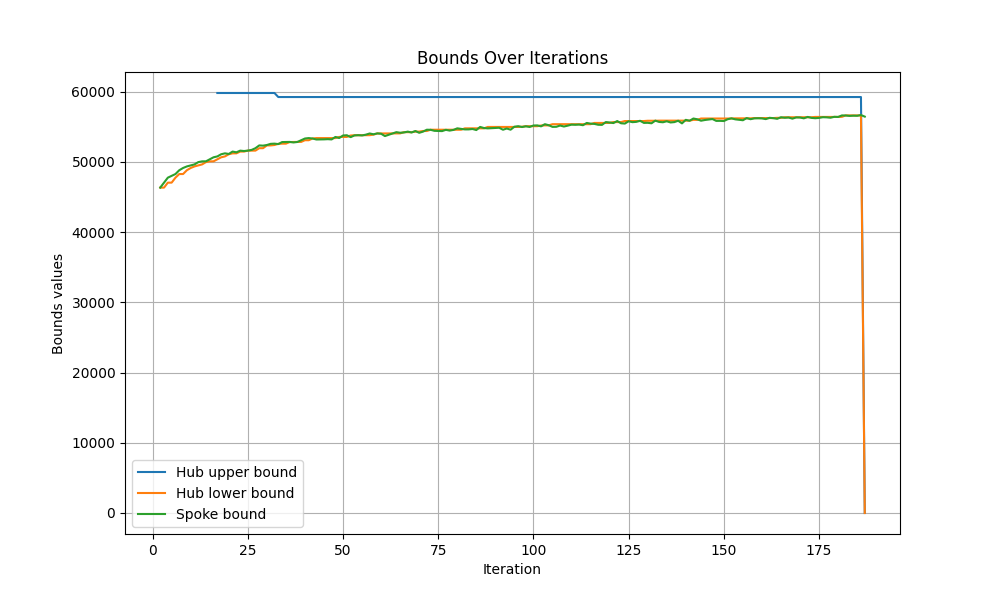 Bounds Over Iterations
Bounds values
60000
50000
40000
30000
20000
10000
0
Hub upper bound
Hub lower bound
Spoke bound
0 25 50 75 100 125 150 175
Iteration